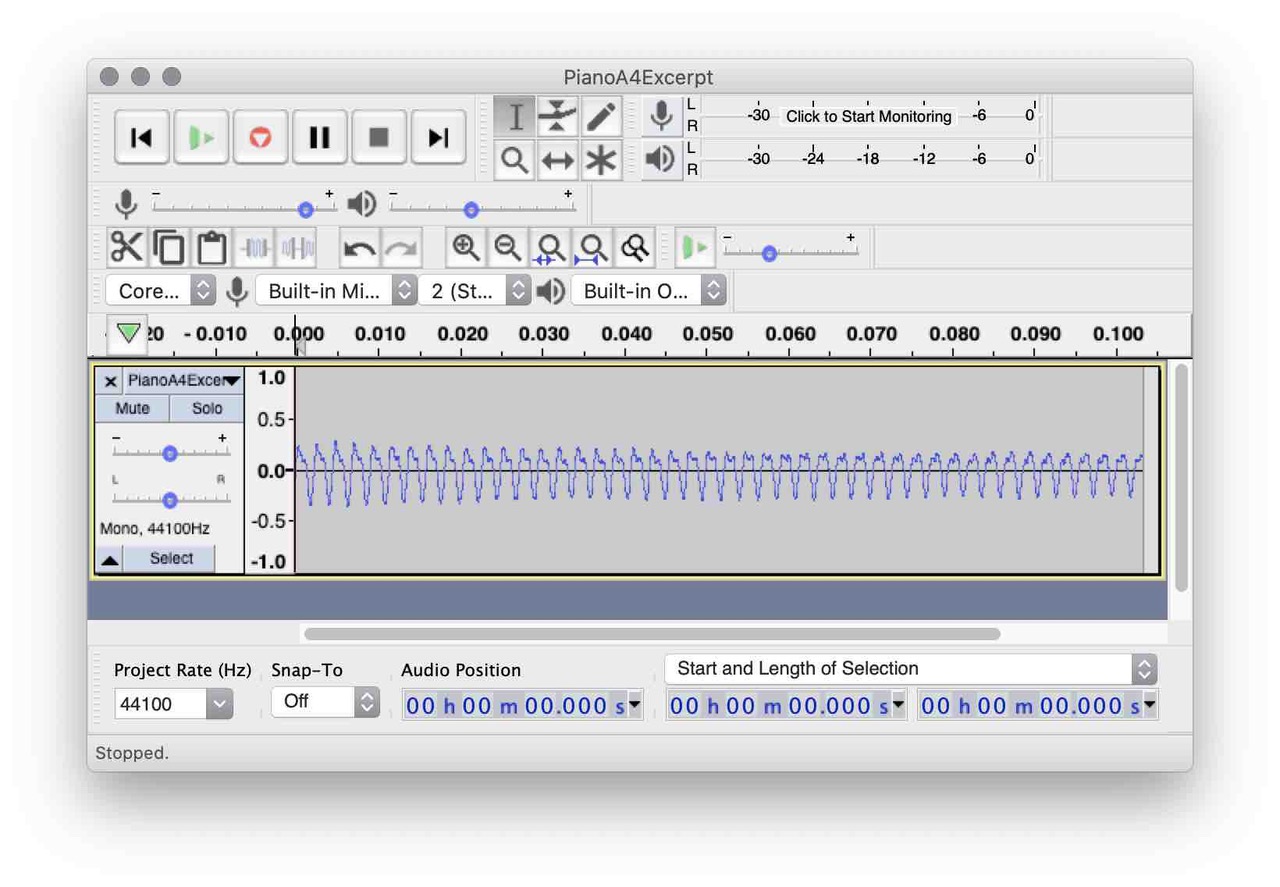 PianoA4Excerpt
L
R
-30 Click to Start Monitoring -6 0
L
R
-30 -24 -18 -12 -6 0
- +
- +
- +
Core... Built-in Mi... 2 (St... Built-in O...
20 - 0.010 0.000 0.010 0.020 0.030 0.040 0.050 0.060 0.070 0.080 0.090 0.100
PianoA4Excer
Mute Solo
- +
L R
Mono, 44100Hz
Select
1.0
0.5
0.0
-0.5
-1.0
Project Rate (Hz) Snap-To Audio Position Start and Length of Selection
44100 Off 00 h 00 m 00.000 s 00 h 00 m 00.000 s 00 h 00 m 00.000 s
Stopped.